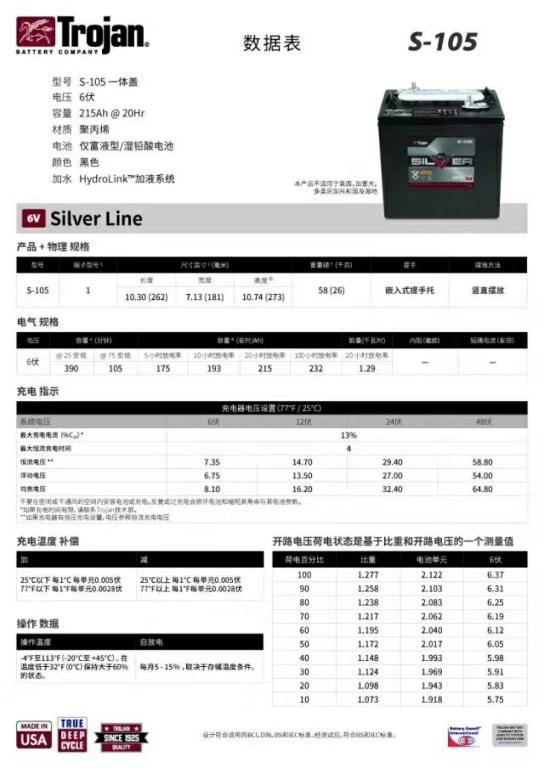 Trojan
BATTERY COMPANY
数据表
S-105
型号 S-105 一体盖
电压 6伏
容量 215Ah @ 20Hr
材质 聚丙烯
电池 仅富液型/湿铅酸电池
颜色 黑色
加水 HydroLink™加液系统
Trojan
SILVER
本产品不适用于美国,加拿大,
多美尼加共和国及海地
6V Silver Line
产品 + 物理 规格
型号 端子型号 尺寸英寸 (毫米) 重量磅 (千克) 提手 摆放方法
长度 宽度 高度
S-105 1 10.30 (262) 7.13 (181) 10.74 (273) 58 (26) 嵌入式提手托 竖直摆放
电气 规格
电压 容量 (分钟) 容量 (安时/Ah) 能量(千瓦时) 内阻(毫欧) 短路电流(安培)
6伏 @ 25 安培 @ 75 安培 5 小时放电率 10 小时放电率 20 小时放电率 100 小时放电率 20 小时放电率 — —
390 105 175 193 215 232 1.29
充电 指示
充电器电压设置(77°F / 25°C)
系统电压 6伏 12伏 24伏 48伏
最大充电电流 (%C₂₀)* 13%
最大恒流充电时间 4
恒流电压** 7.35 14.70 29.40 58.80
浮动电压 6.75 13.50 27.00 54.00
均充电压 8.10 16.20 32.40 64.80
不要在密闭或不通风的空间内安装电池或充电。反复或过充电会损坏电池和缩短其寿命与其电池参数。
*如果充电时间有限, 请联系Trojan技术部。
**如果充电器有恒压充电设置, 电压参照恒流充电电压
充电温度 补偿
加 减
25°C以下 每1°C 每单元0.005伏 25°C以上 每1°C 每单元0.005伏
77°F以下 每1°F每单元0.0028伏 77°F以上 每1°F每单元0.0028伏
操作 数据
操作温度 自放电
-4°F至113°F(-20°C至 +45°C)。在
温度低于32°F(0°C)保持大于60%
的状态。
每月5 - 15%，取决于存储温度条件。
开路电压荷电状态是基于比重和开路电压的一个测量值
荷电百分比 比重 电池单元 6伏
100 1.277 2.122 6.37
90 1.258 2.103 6.31
80 1.238 2.083 6.25
70 1.217 2.062 6.19
60 1.195 2.040 6.12
50 1.172 2.017 6.05
40 1.148 1.993 5.98
30 1.124 1.969 5.91
20 1.098 1.943 5.83
10 1.073 1.918 5.75
MADE IN
USA
TRUE
DEEP
CYCLE
TROJAN
SINCE 1925
QUALITY
设计符合适用的BCI,DIN,BS和IEC标准。经测试后,符合BS和IEC标准。
Battery Council
International